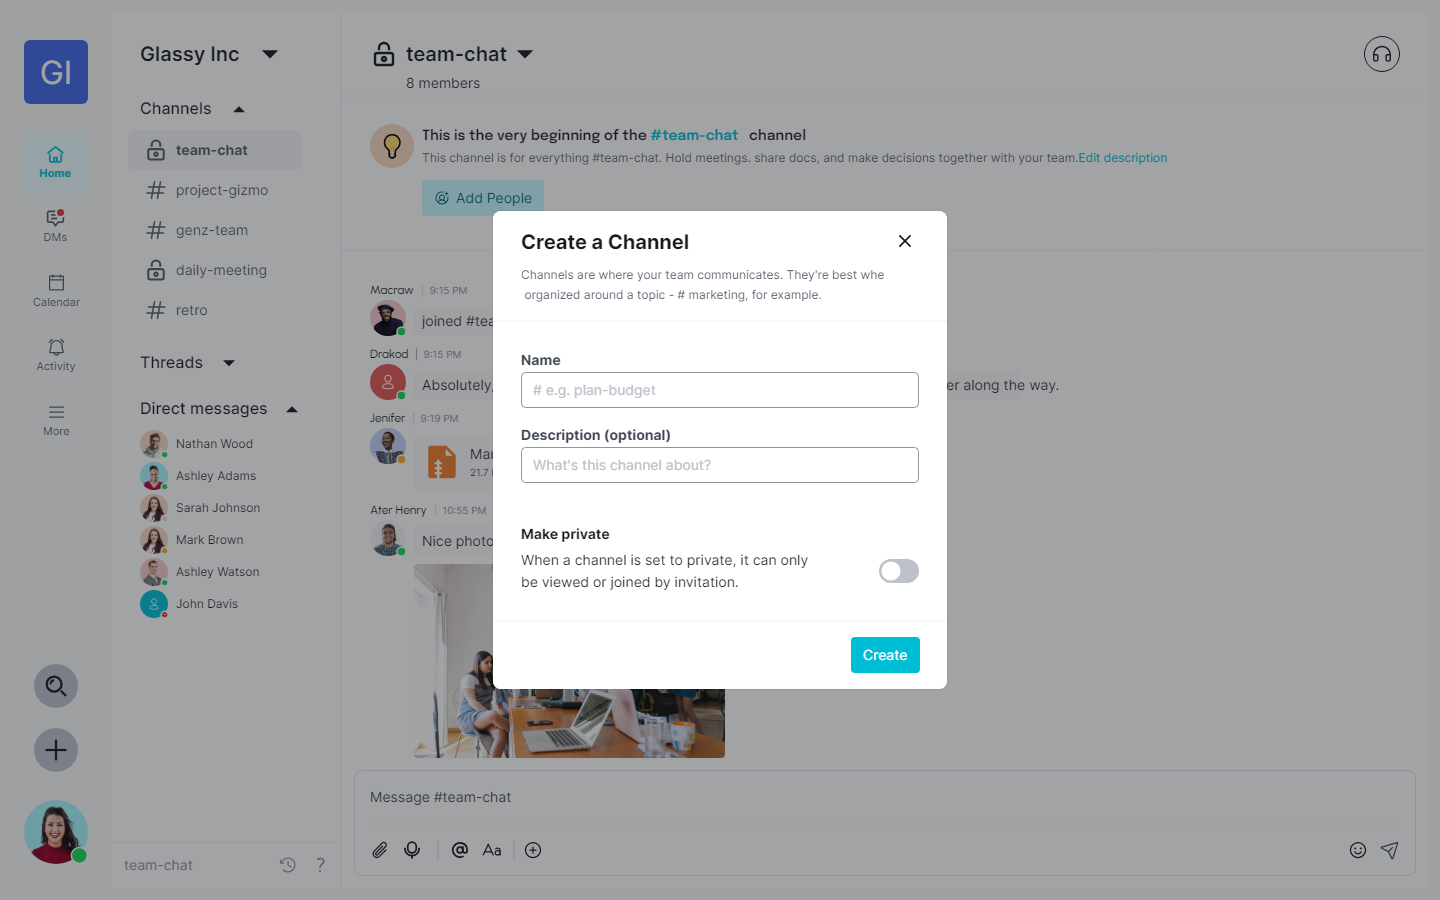 GI
Home
DMs
Calendar
Activity
More
Glassy Inc
Channels
team-chat
project-gizmo
genz-team
daily-meeting
retro
Threads
Direct messages
Nathan Wood
Ashley Adams
Sarah Johnson
Mark Brown
Ashley Watson
John Davis
team-chat
?
team-chat
8 members
This is the very beginning of the #team-chat channel
This channel is for everything #team-chat. Hold meetings. share docs, and make decisions together with your team.Edit description
Add People
Macraw | 9:15 PM
joined #tea
Drakod | 9:15 PM
Absolutely, er along the way.
Jenifer | 9:19 PM
Mar
21.7
Ater Henry | 10:55 PM
Nice photo
Create a Channel
Channels are where your team communicates. They're best whe
organized around a topic - # marketing, for example.
Name
# e.g. plan-budget
Description (optional)
What's this channel about?
Make private
When a channel is set to private, it can only
be viewed or joined by invitation.
Create
Message #team-chat
@ Aa